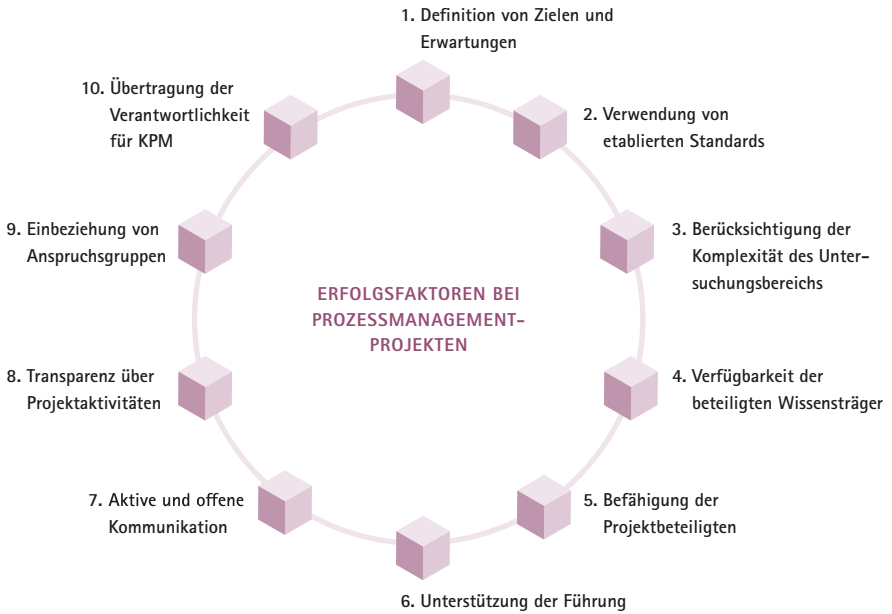 1. Definition von Zielen und
Erwartungen
2. Verwendung von
etablierten Standards
3. Berücksichtigung der
Komplexität des Unter-
suchungsbereichs
4. Verfügbarkeit der
beteiligten Wissensträger
5. Befähigung der
Projektbeteiligten
6. Unterstützung der Führung
7. Aktive und offene
Kommunikation
8. Transparenz über
Projektaktivitäten
9. Einbeziehung von
Anspruchsgruppen
10. Übertragung der
Verantwortlichkeit
für KPM
ERFOLGSFAKTOREN BEI
PROZESSMANAGEMENT-
PROJEKTEN